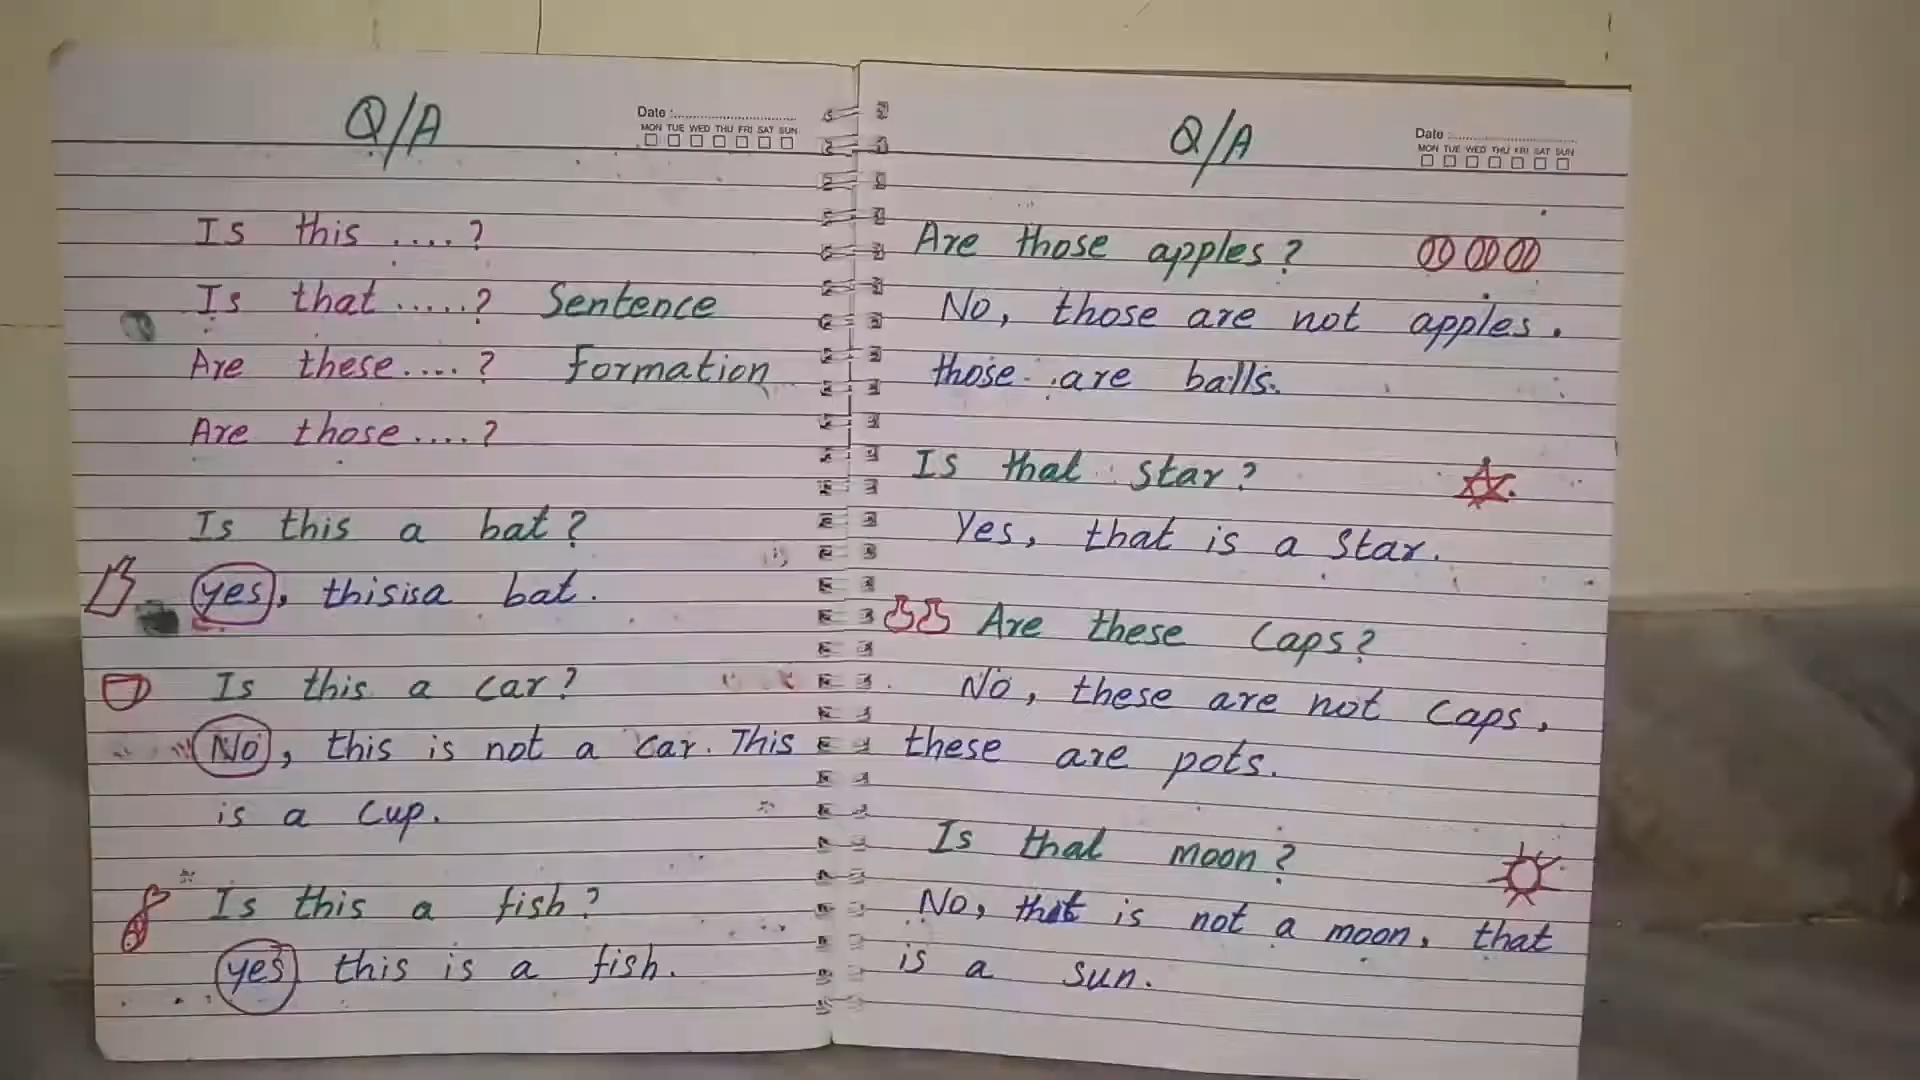 Q/A
Date :
MON TUE WED THU FRI SAT SUN
Is this ....?
Is that .....? Sentence
Are these....? Formation
Are those....?
Is this a bat?
yes, thisisa bat.
Is this a car?
No, this is not a car. This
is a cup.
Is this a fish?
yes this is a fish.
Q/A
Date :
MON TUE WED THU FRI SAT SUN
Are those apples?
No, those are not apples.
those are balls.
Is that star?
Yes, that is a star.
Are these caps?
No, these are not caps,
these are pots.
Is that moon?
No, that is not a moon, that
is a sun.